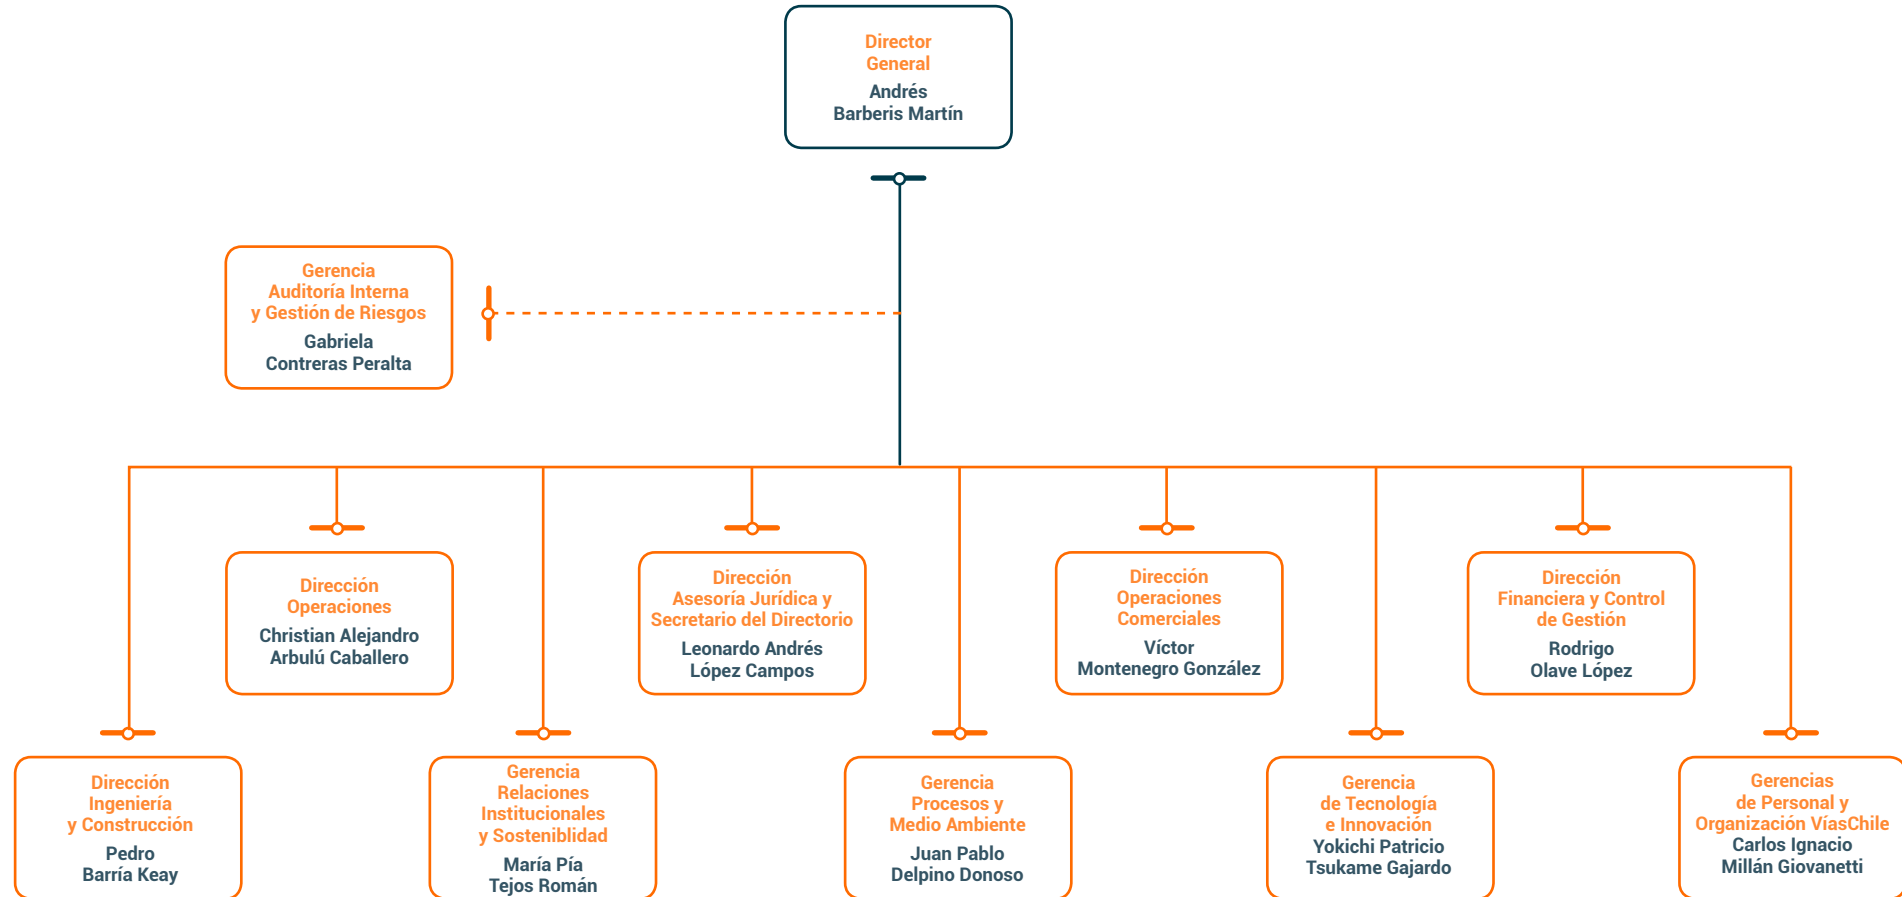 Director
General
Andrés
Barberis Martín
Gerencia
Auditoría Interna
y Gestión de Riesgos
Gabriela
Contreras Peralta
Dirección
Operaciones
Christian Alejandro
Arbulú Caballero
Dirección
Asesoría Jurídica y
Secretario del Directorio
Leonardo Andrés
López Campos
Dirección
Operaciones
Comerciales
Víctor
Montenegro González
Dirección
Financiera y Control
de Gestión
Rodrigo
Olave López
Dirección
Ingeniería
y Construcción
Pedro
Barría Keay
Gerencia
Relaciones
Institucionales
y Losteniblidad
María Pía
Tejos Román
Gerencia
Procesos y
Medio Ambiente
Juan Pablo
Delpino Donoso
Gerencia
de Tecnología
e Innovación
Yokichi Patricio
Tsukame Gajardo
Gerencias
de Personal y
Organización VíasChile
Carlos Ignacio
Millán Giovanetti